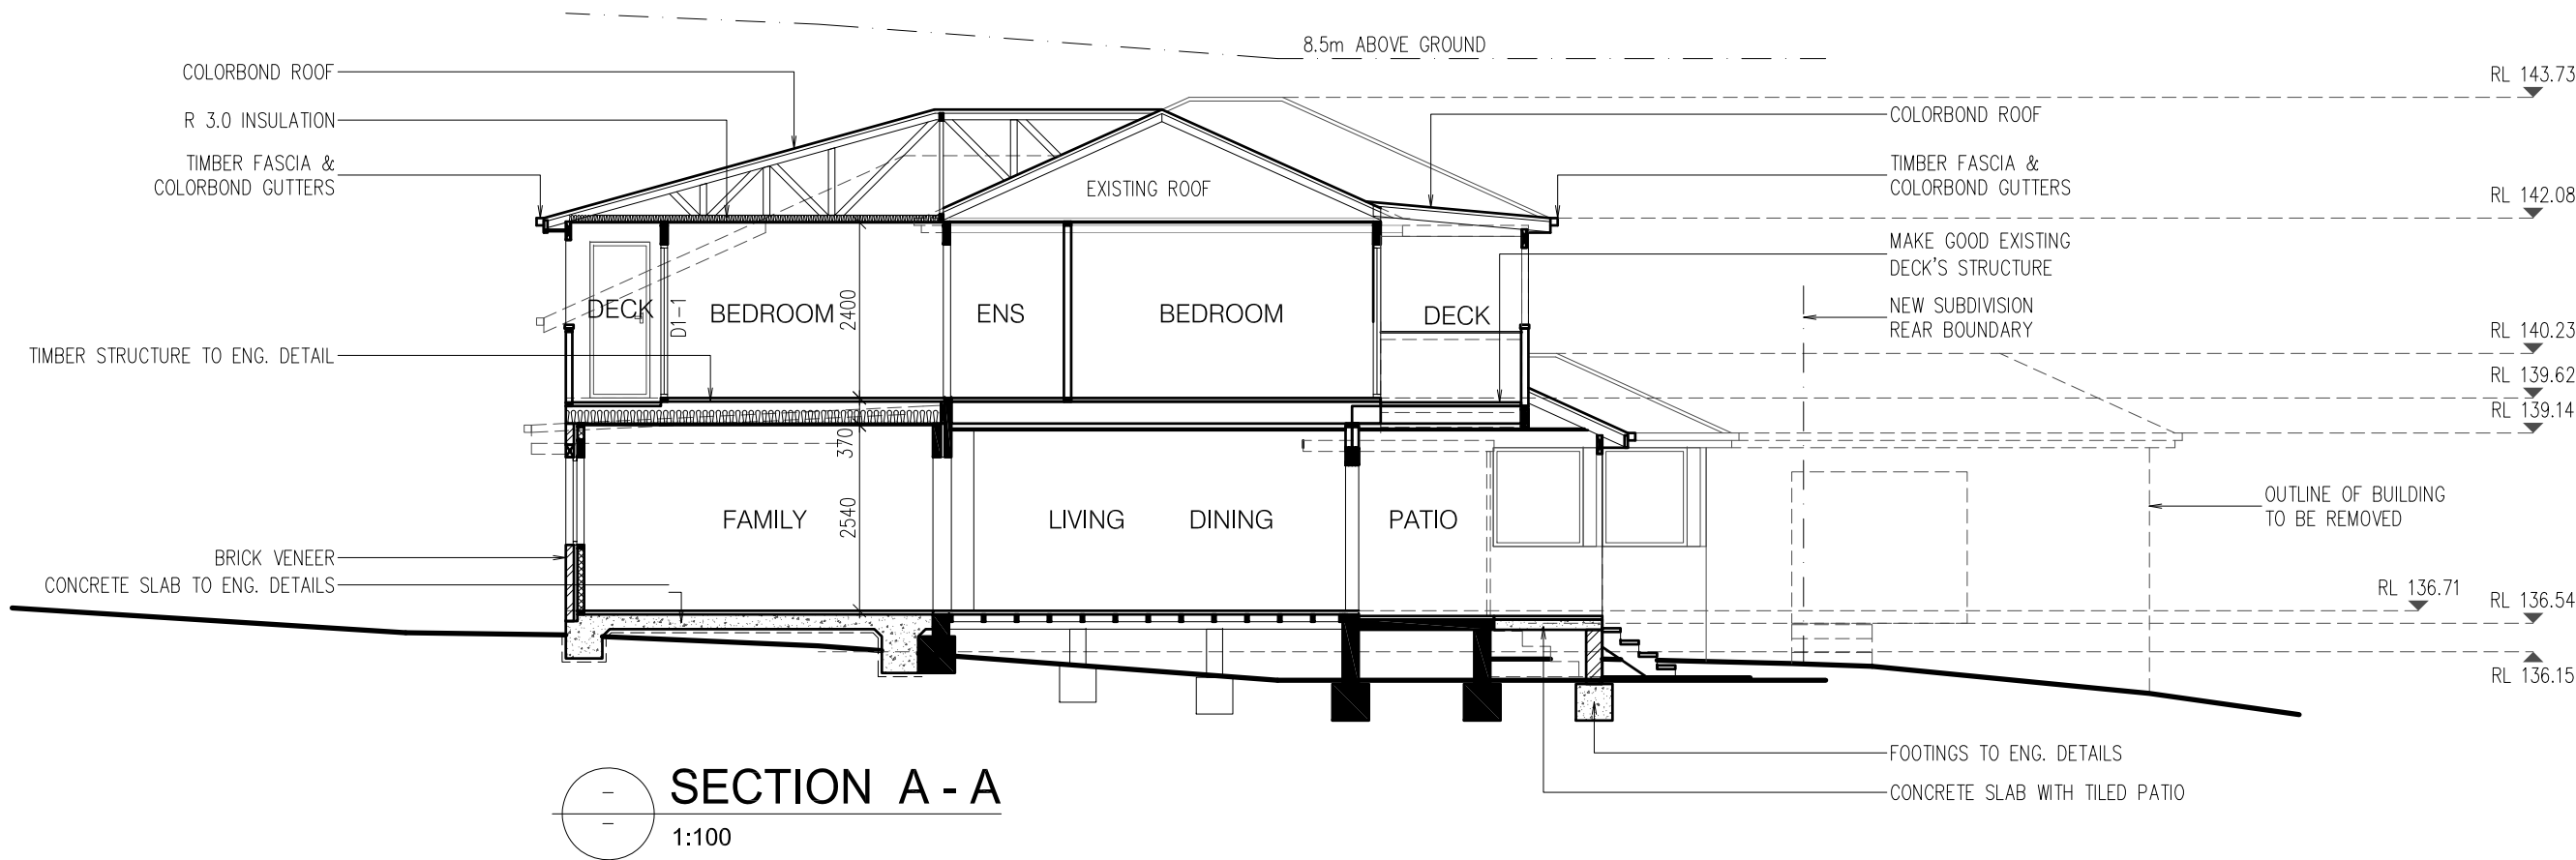 8.5m ABOVE GROUND
COLORBOND ROOF
R 3.0 INSULATION
TIMBER FASCIA &
COLORBOND GUTTERS
TIMBER STRUCTURE TO ENG. DETAIL
BRICK VENEER
CONCRETE SLAB TO ENG. DETAILS
EXISTING ROOF
DECK
D1-1
BEDROOM
2400
ENS
BEDROOM
DECK
370
FAMILY
2540
LIVING
DINING
PATIO
COLORBOND ROOF
TIMBER FASCIA &
COLORBOND GUTTERS
MAKE GOOD EXISTING
DECK'S STRUCTURE
NEW SUBDIVISION
REAR BOUNDARY
OUTLINE OF BUILDING
TO BE REMOVED
FOOTINGS TO ENG. DETAILS
CONCRETE SLAB WITH TILED PATIO
RL 143.73
RL 142.08
RL 140.23
RL 139.62
RL 139.14
RL 136.71
RL 136.54
RL 136.15
SECTION A - A
1:100